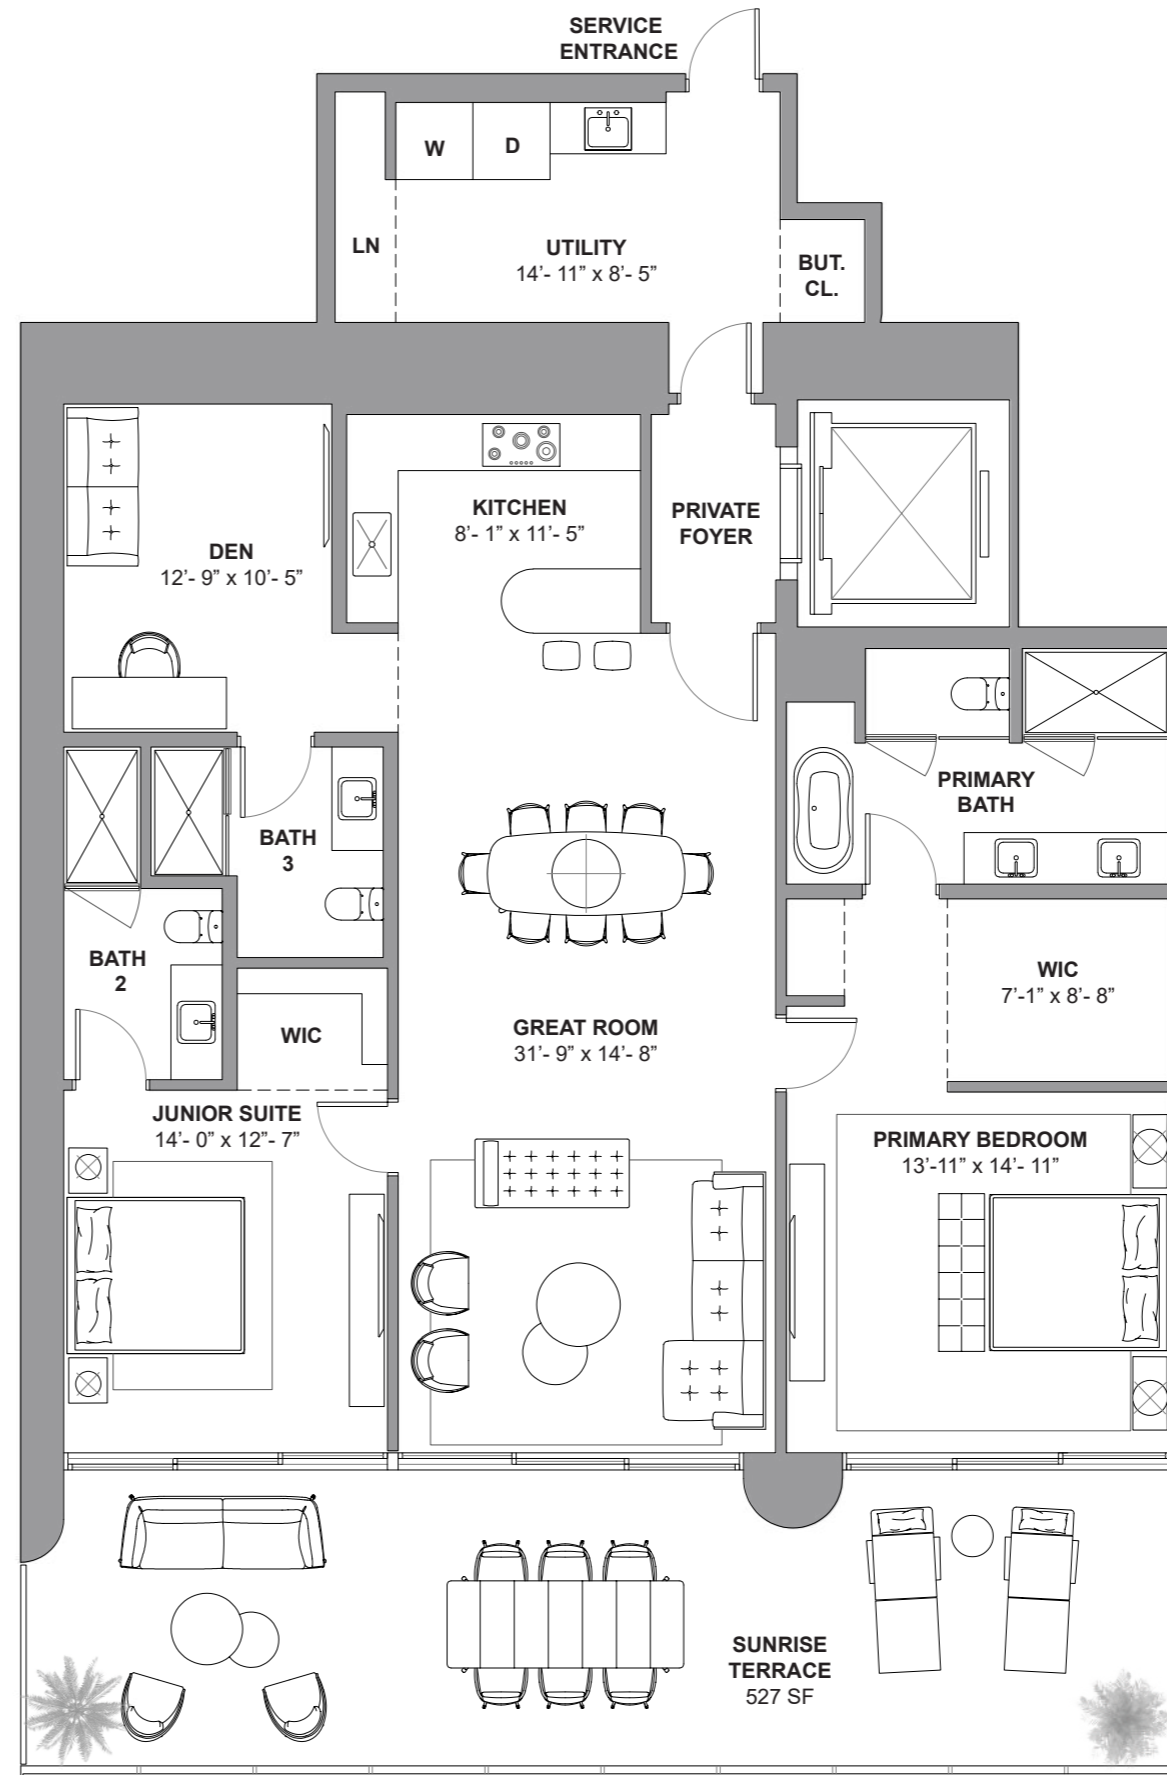 SERVICE
ENTRANCE
W
D
LN
UTILITY
14’- 11” x 8’- 5”
BUT.
CL.
KITCHEN
8’- 1” x 11’- 5”
PRIVATE
FOYER
DEN
12’- 9” x 10’- 5”
PRIMARY
BATH
BATH
3
BATH
2
WIC
7’-1” x 8’- 8”
WIC
GREAT ROOM
31’- 9” x 14’- 8”
JUNIOR SUITE
14’- 0” x 12”- 7”
PRIMARY BEDROOM
13’-11” x 14’- 11”
SUNRISE
TERRACE
527 SF